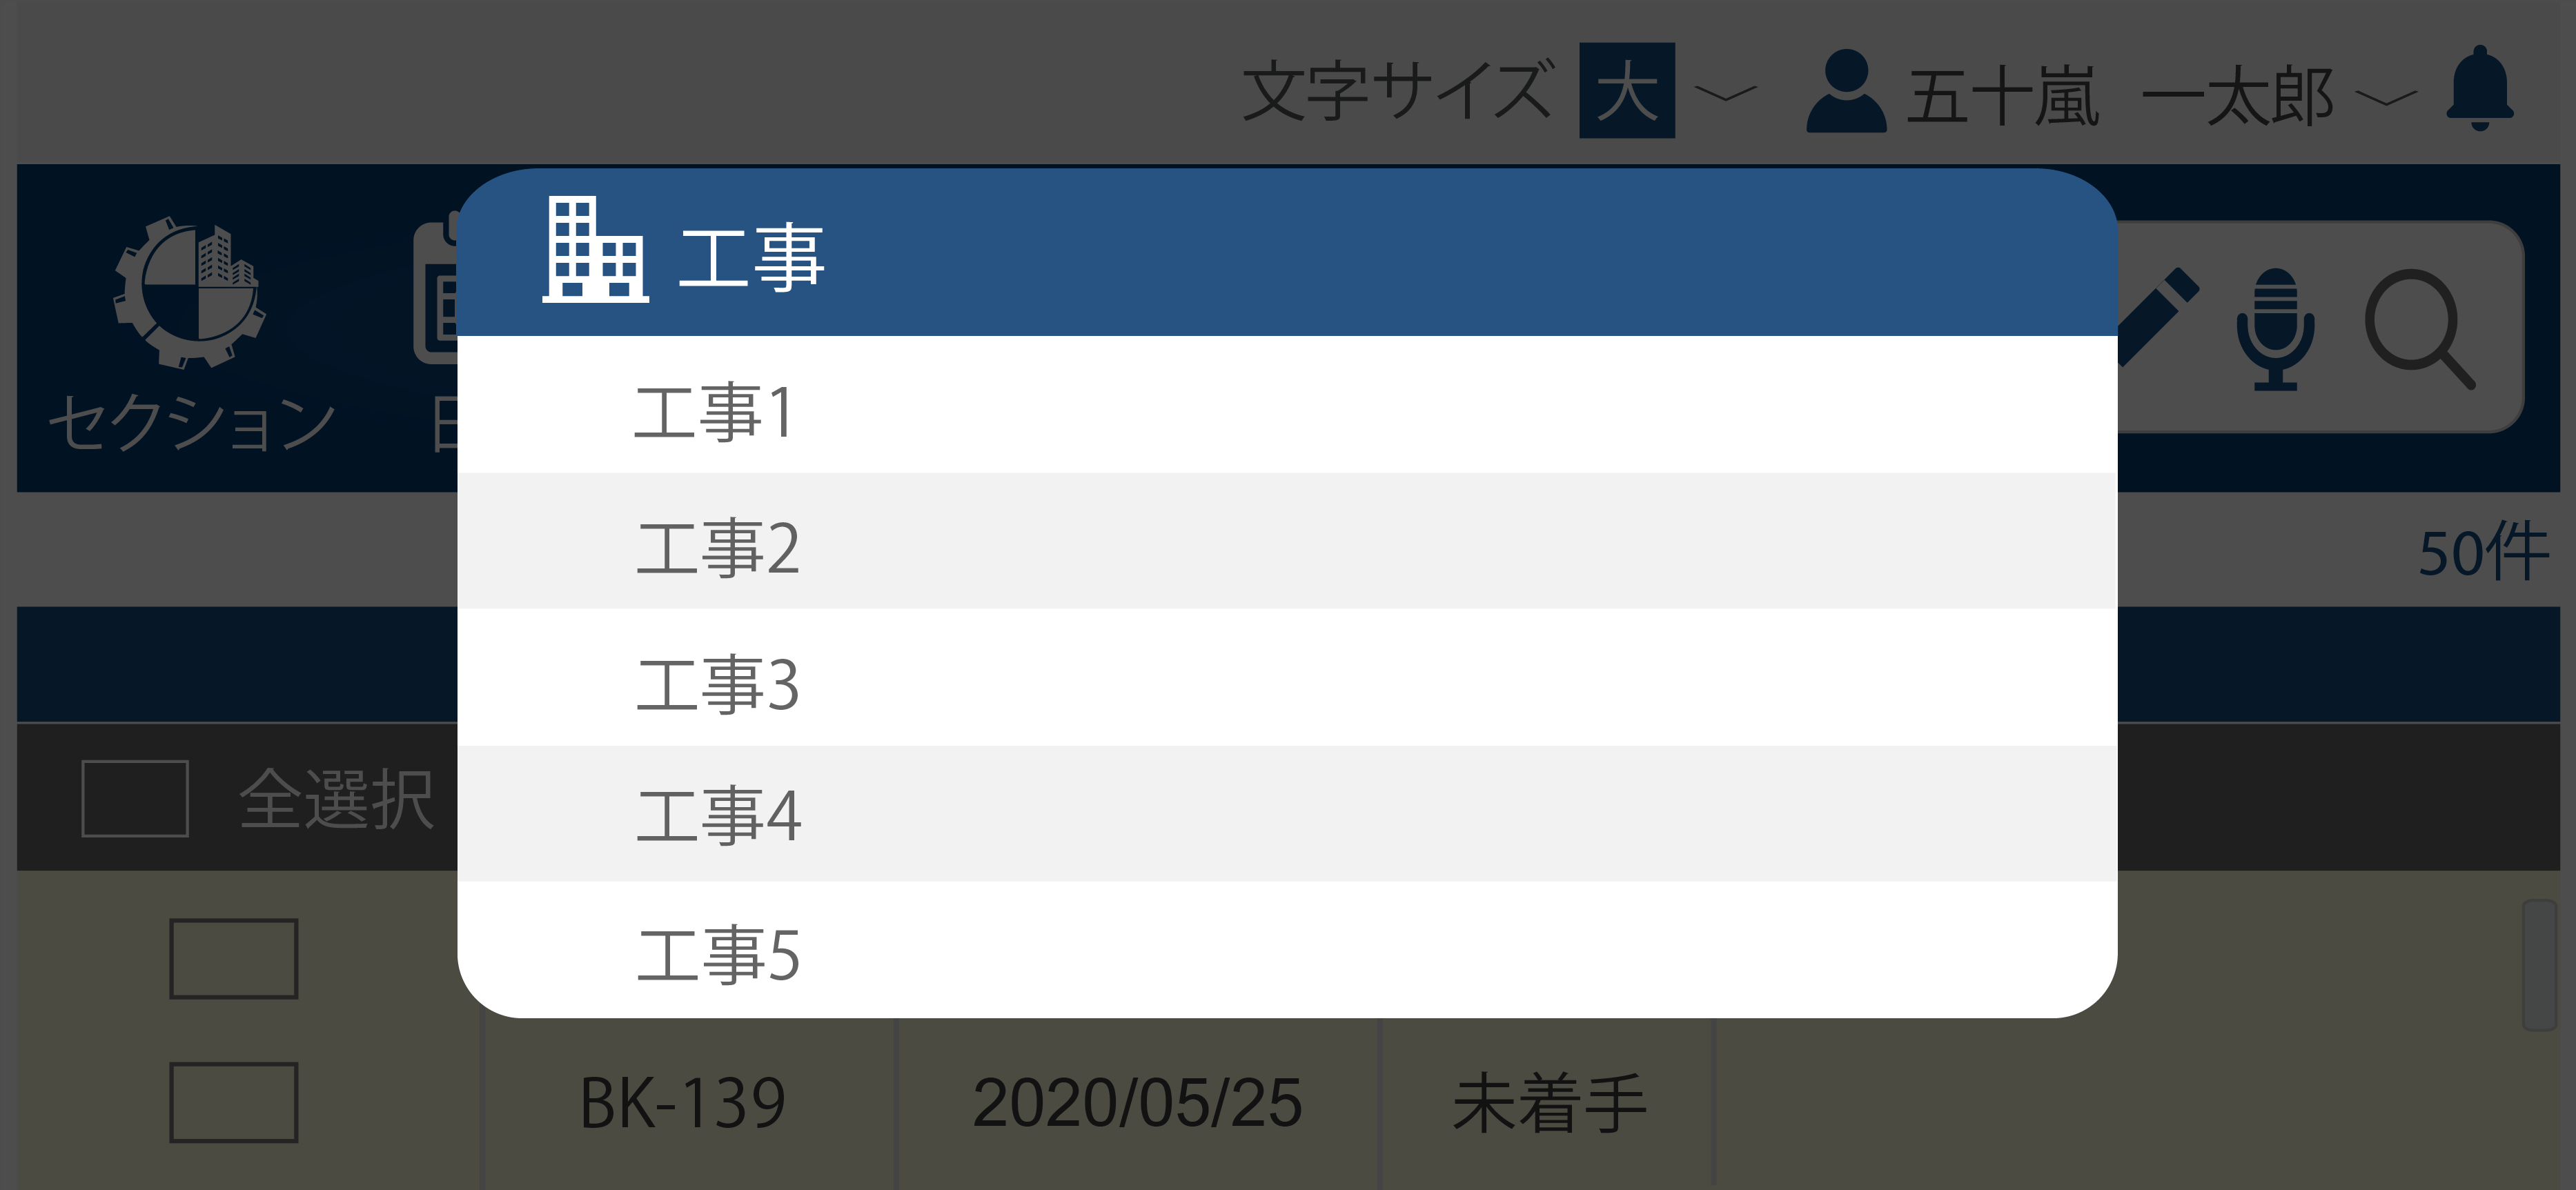 文字サイズ 大 五十嵐 一太郎
工事
セクション
工事1
工事2
50件
工事3
全選択
工事4
工事5
BK-139 2020/05/25 未着手